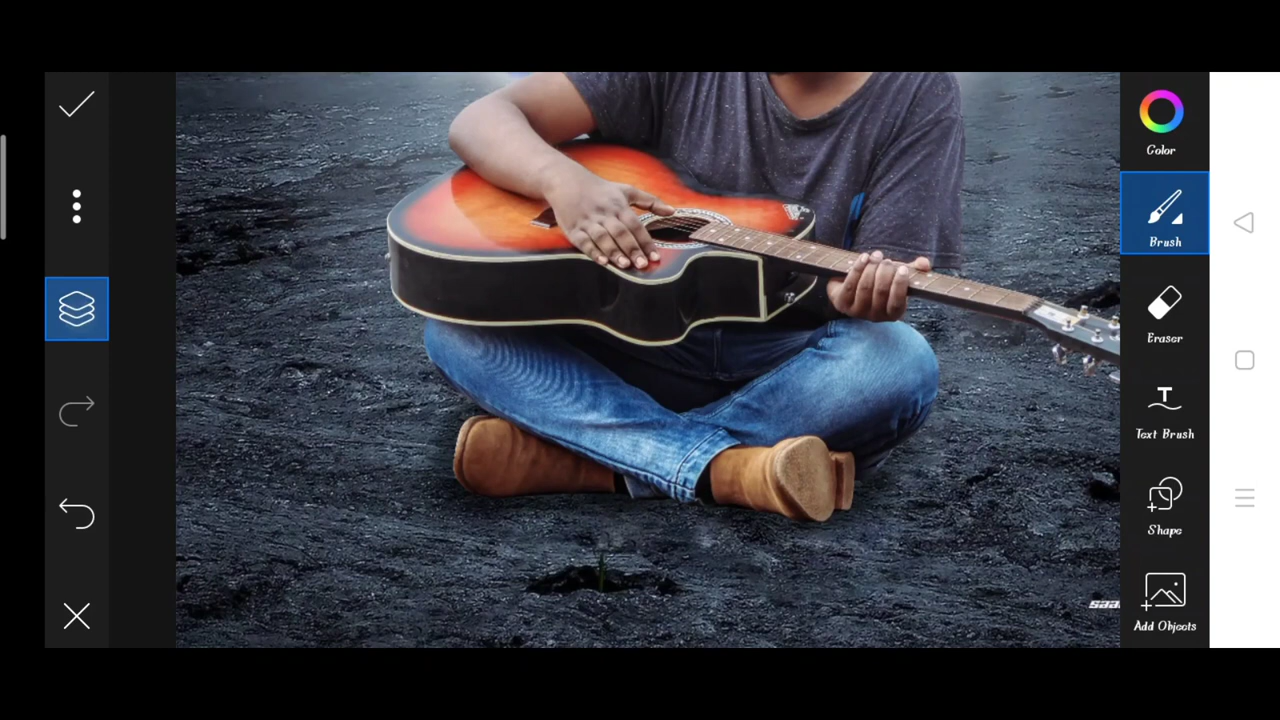 Color
Brush
Eraser
Text Brush
Shape
Add Objects